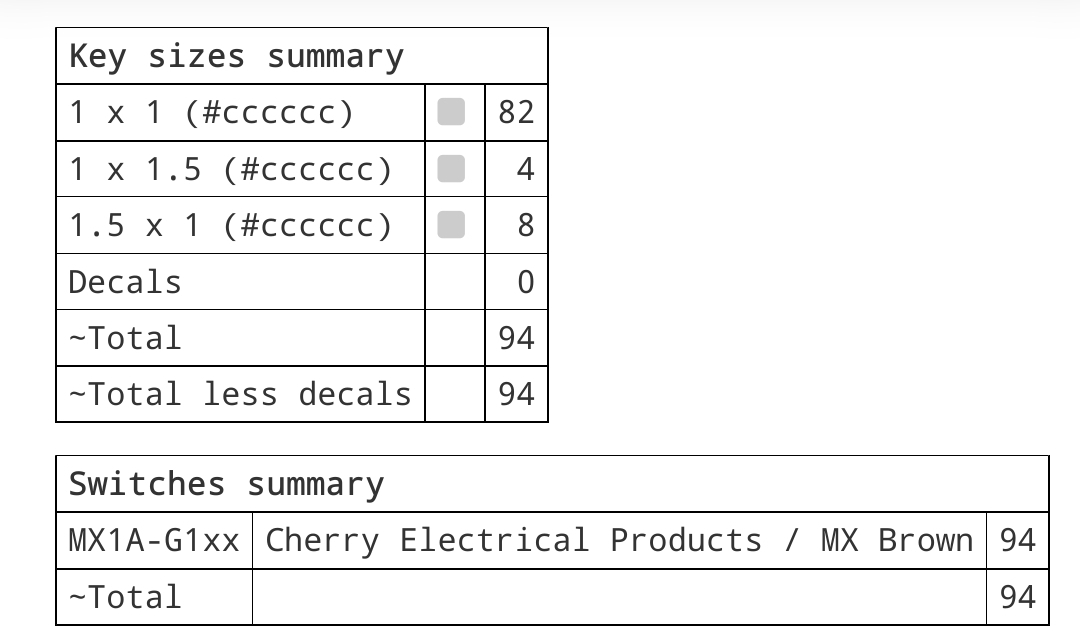 Key sizes summary
1 x 1 (#cccccc) 82
1 x 1.5 (#cccccc) 4
1.5 x 1 (#cccccc) 8
Decals 0
~Total 94
~Total less decals 94
Switches summary
MX1A-G1xx Cherry Electrical Products / MX Brown 94
~Total 94